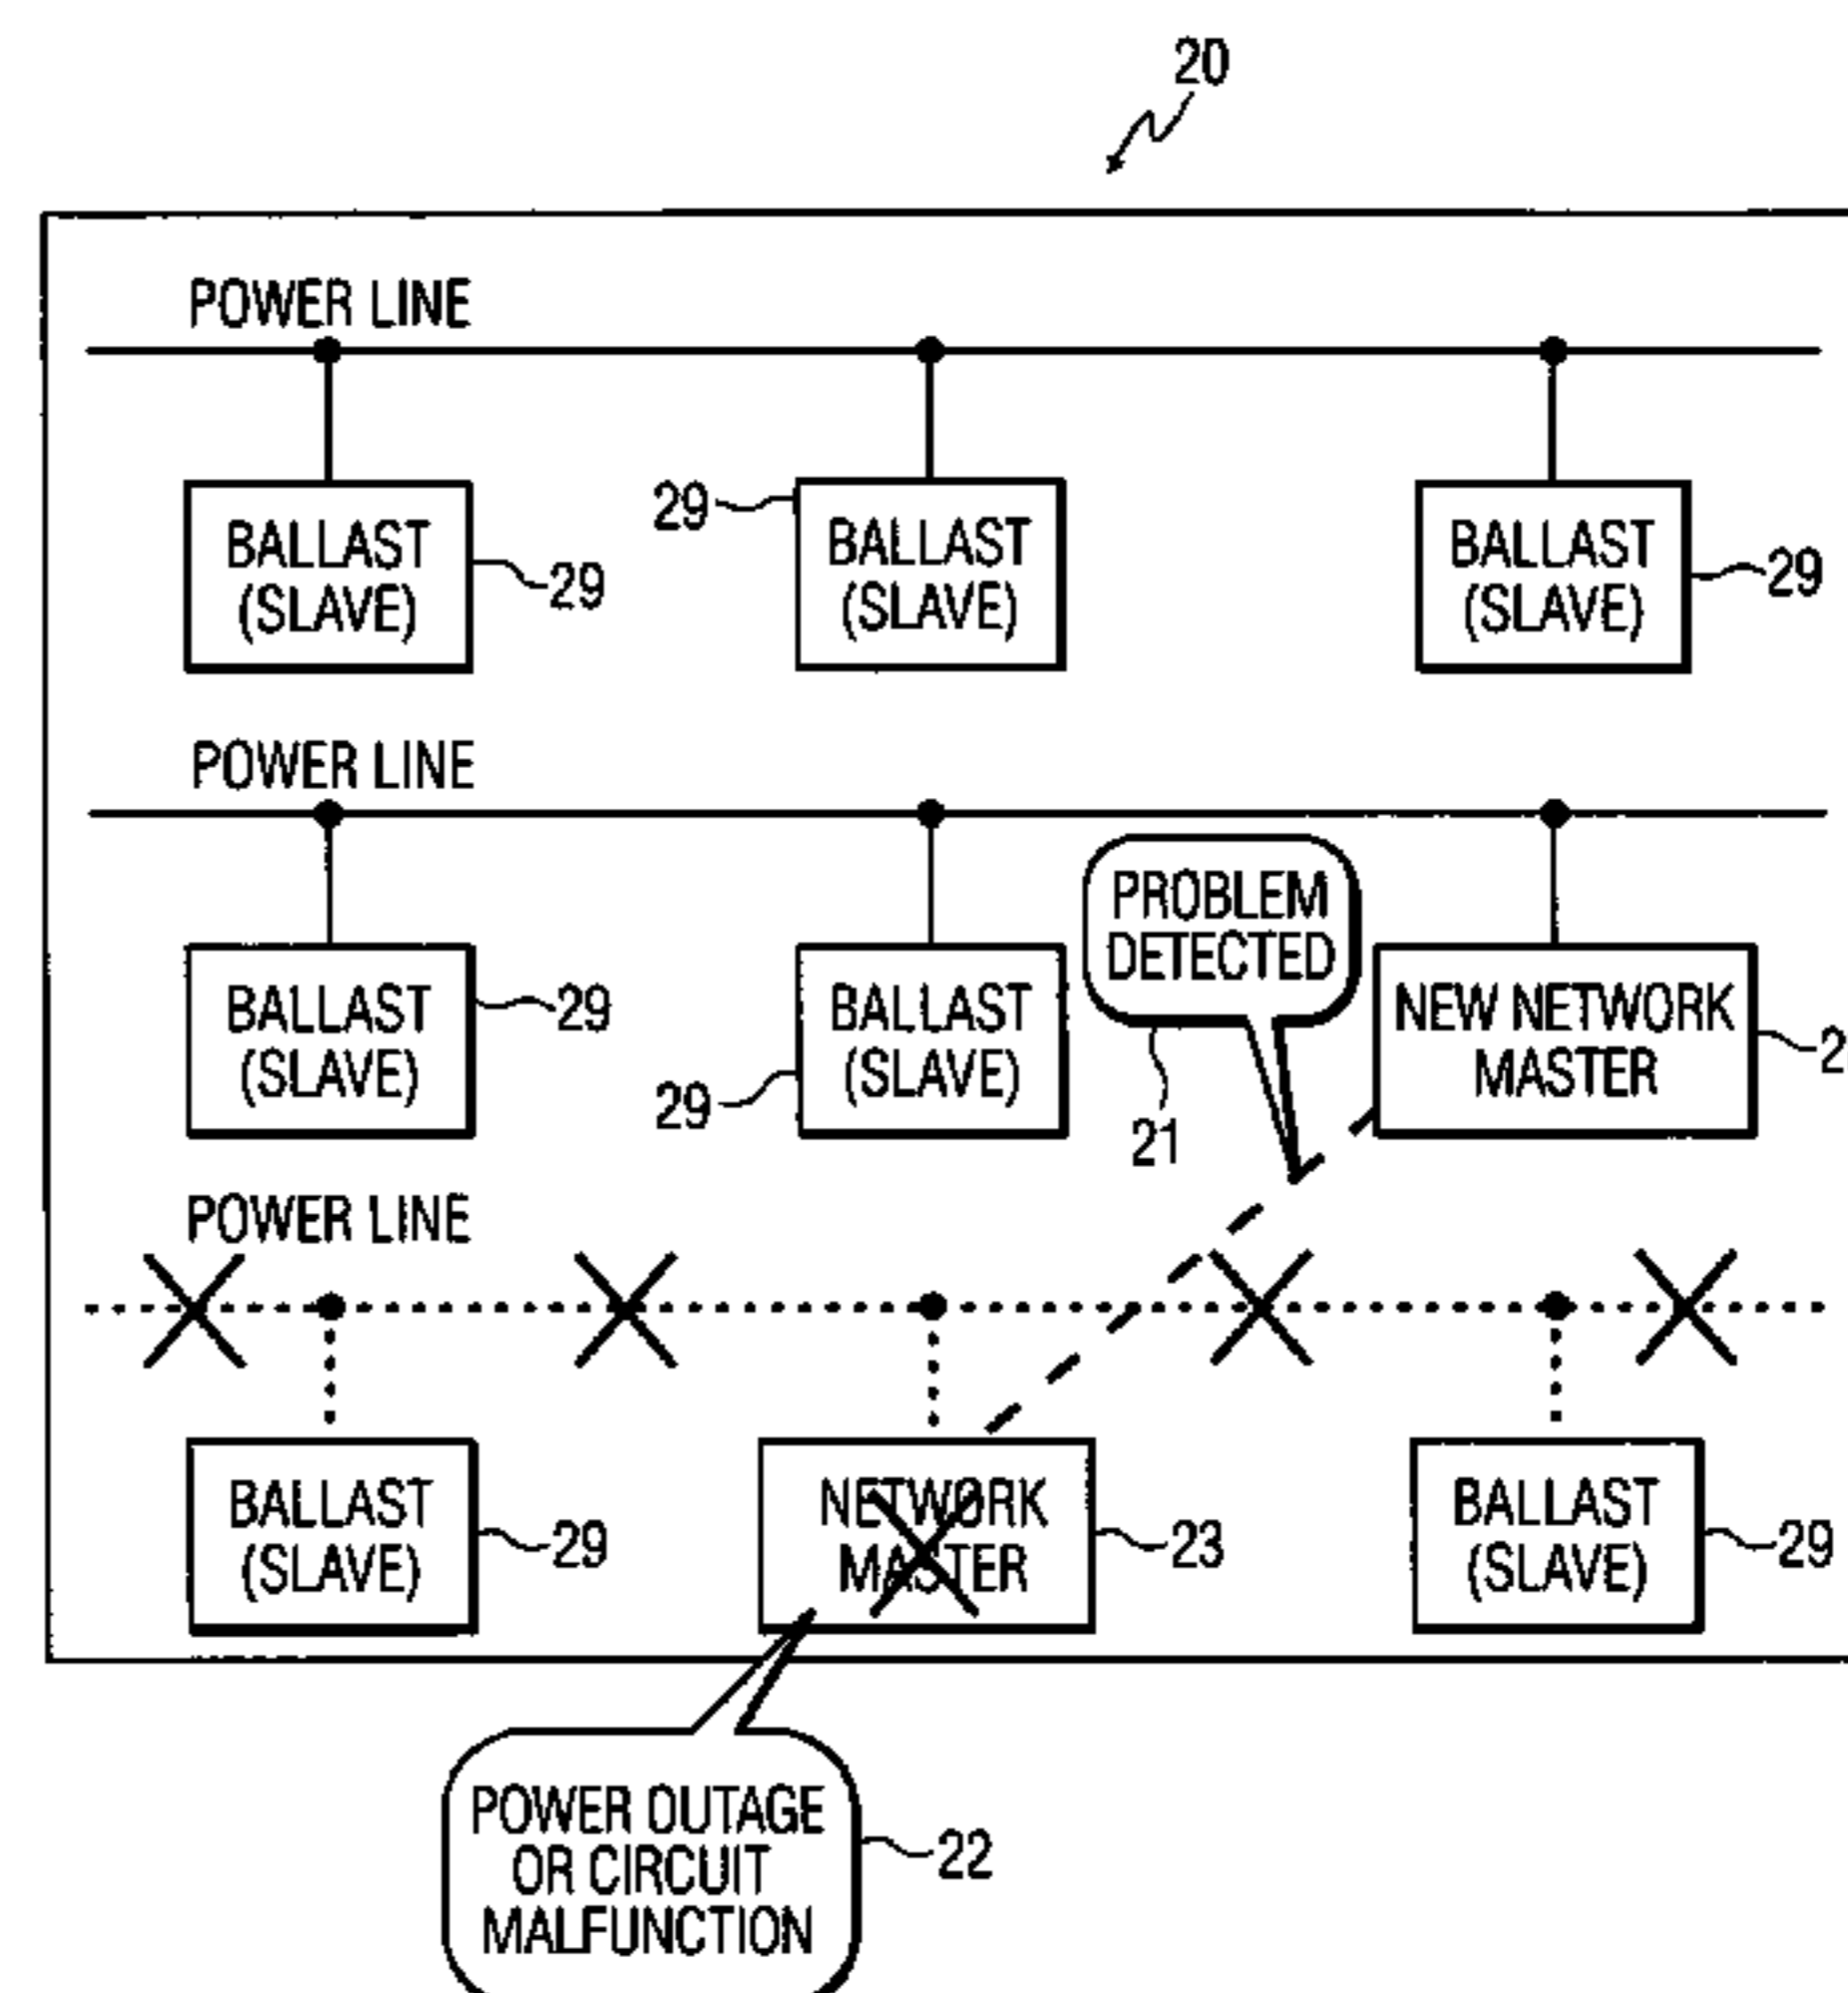 20
POWER LINE
BALLAST
(SLAVE)
29
29
BALLAST
(SLAVE)
BALLAST
(SLAVE)
29
POWER LINE
PROBLEM
DETECTED
21
BALLAST
(SLAVE)
29
BALLAST
(SLAVE)
29
NEW NETWORK
MASTER
2
POWER LINE
BALLAST
(SLAVE)
29
NETWORK
MASTER
23
BALLAST
(SLAVE)
29
POWER OUTAGE
OR CIRCUIT
MALFUNCTION
22